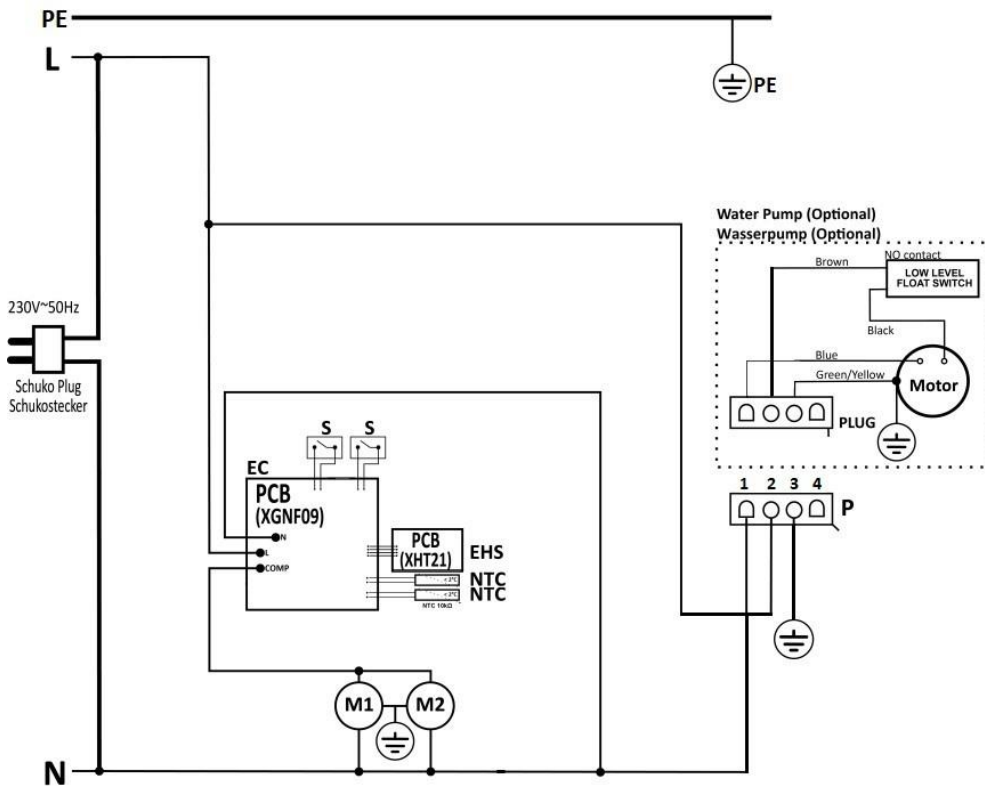 PE
L
PE
Water Pump (Optional)
Wasserpump (Optional)
NO contact
Brown
LOW LEVEL
FLOAT SWITCH
230V~50Hz
Black
Schuko Plug
Schukostecker
Blue
Green/Yellow
Motor
PLUG
S S
EC
PCB
(XGNF09)
1 2 3 4
P
N
L
COMP
PCB
(XHT21)
EHS
NTC
NTC
NTC 10kΩ
M1 M2
N